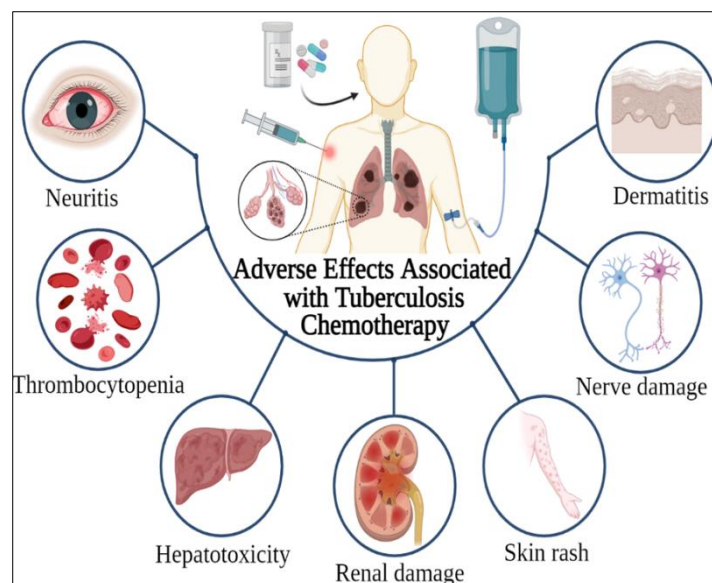 Neuritis
Dermatitis
Adverse Effects Associated
with Tuberculosis
Chemotherapy
Thrombocytopenia
Nerve damage
Hepatotoxicity
Renal damage
Skin rash